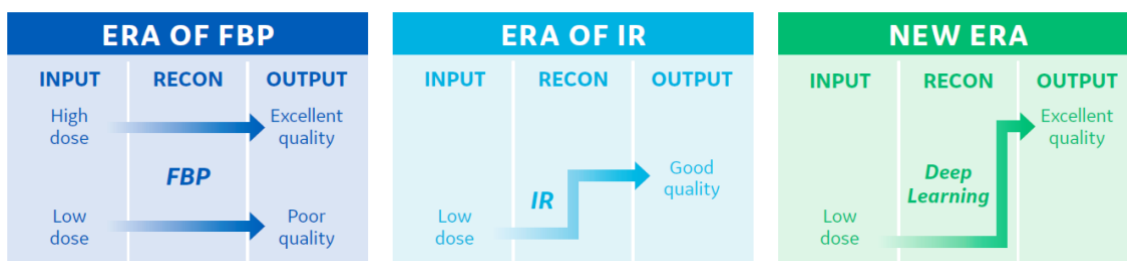 ERA OF FBP
INPUT RECON OUTPUT
High
dose
Excellent
quality
FBP
Low
dose
Poor
quality
ERA OF IR
INPUT RECON OUTPUT
Good
quality
IR
Low
dose
NEW ERA
INPUT RECON OUTPUT
Excellent
quality
Deep
Learning
Low
dose